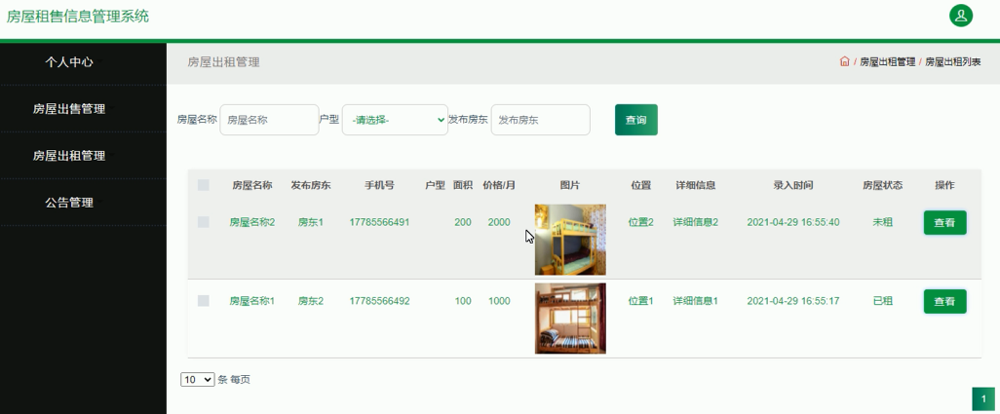 房屋租售信息管理系统
个人中心
房屋出售管理
房屋出租管理
公告管理
房屋出租管理
/ 房屋出租管理 / 房屋出租列表
房屋名称 房屋名称 户型 -请选择- 发布房东 发布房东 查询
房屋名称 发布房东 手机号 户型 面积 价格/月 图片 位置 详细信息 录入时间 房屋状态 操作
房屋名称2 房东1 17785566491 200 2000 位置2 详细信息2 2021-04-29 16:55:40 未租 查看
房屋名称1 房东2 17785566492 100 1000 位置1 详细信息1 2021-04-29 16:55:17 已租 查看
10 条 每页
1